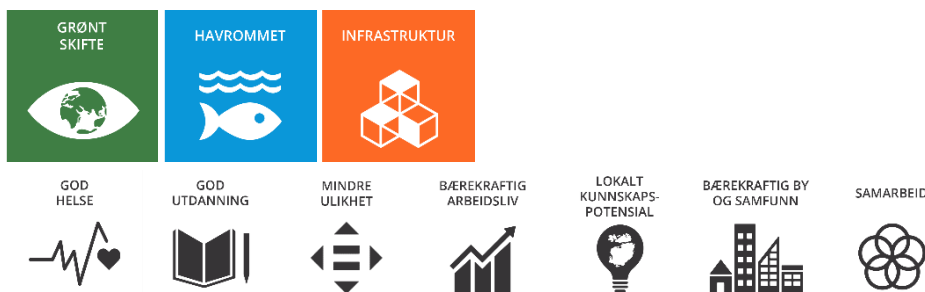 GRØNT
SKIFTE
HAVROMMET
INFRASTRUKTUR
GOD
HELSE
GOD
UTDANNING
MINDRE
ULIKHET
BÆREKRAFTIG
ARBEIDSLIV
LOKALT
KUNNSKAPS-
POTENSIAL
BÆREKRAFTIG BY
OG SAMFUNN
SAMARBEID